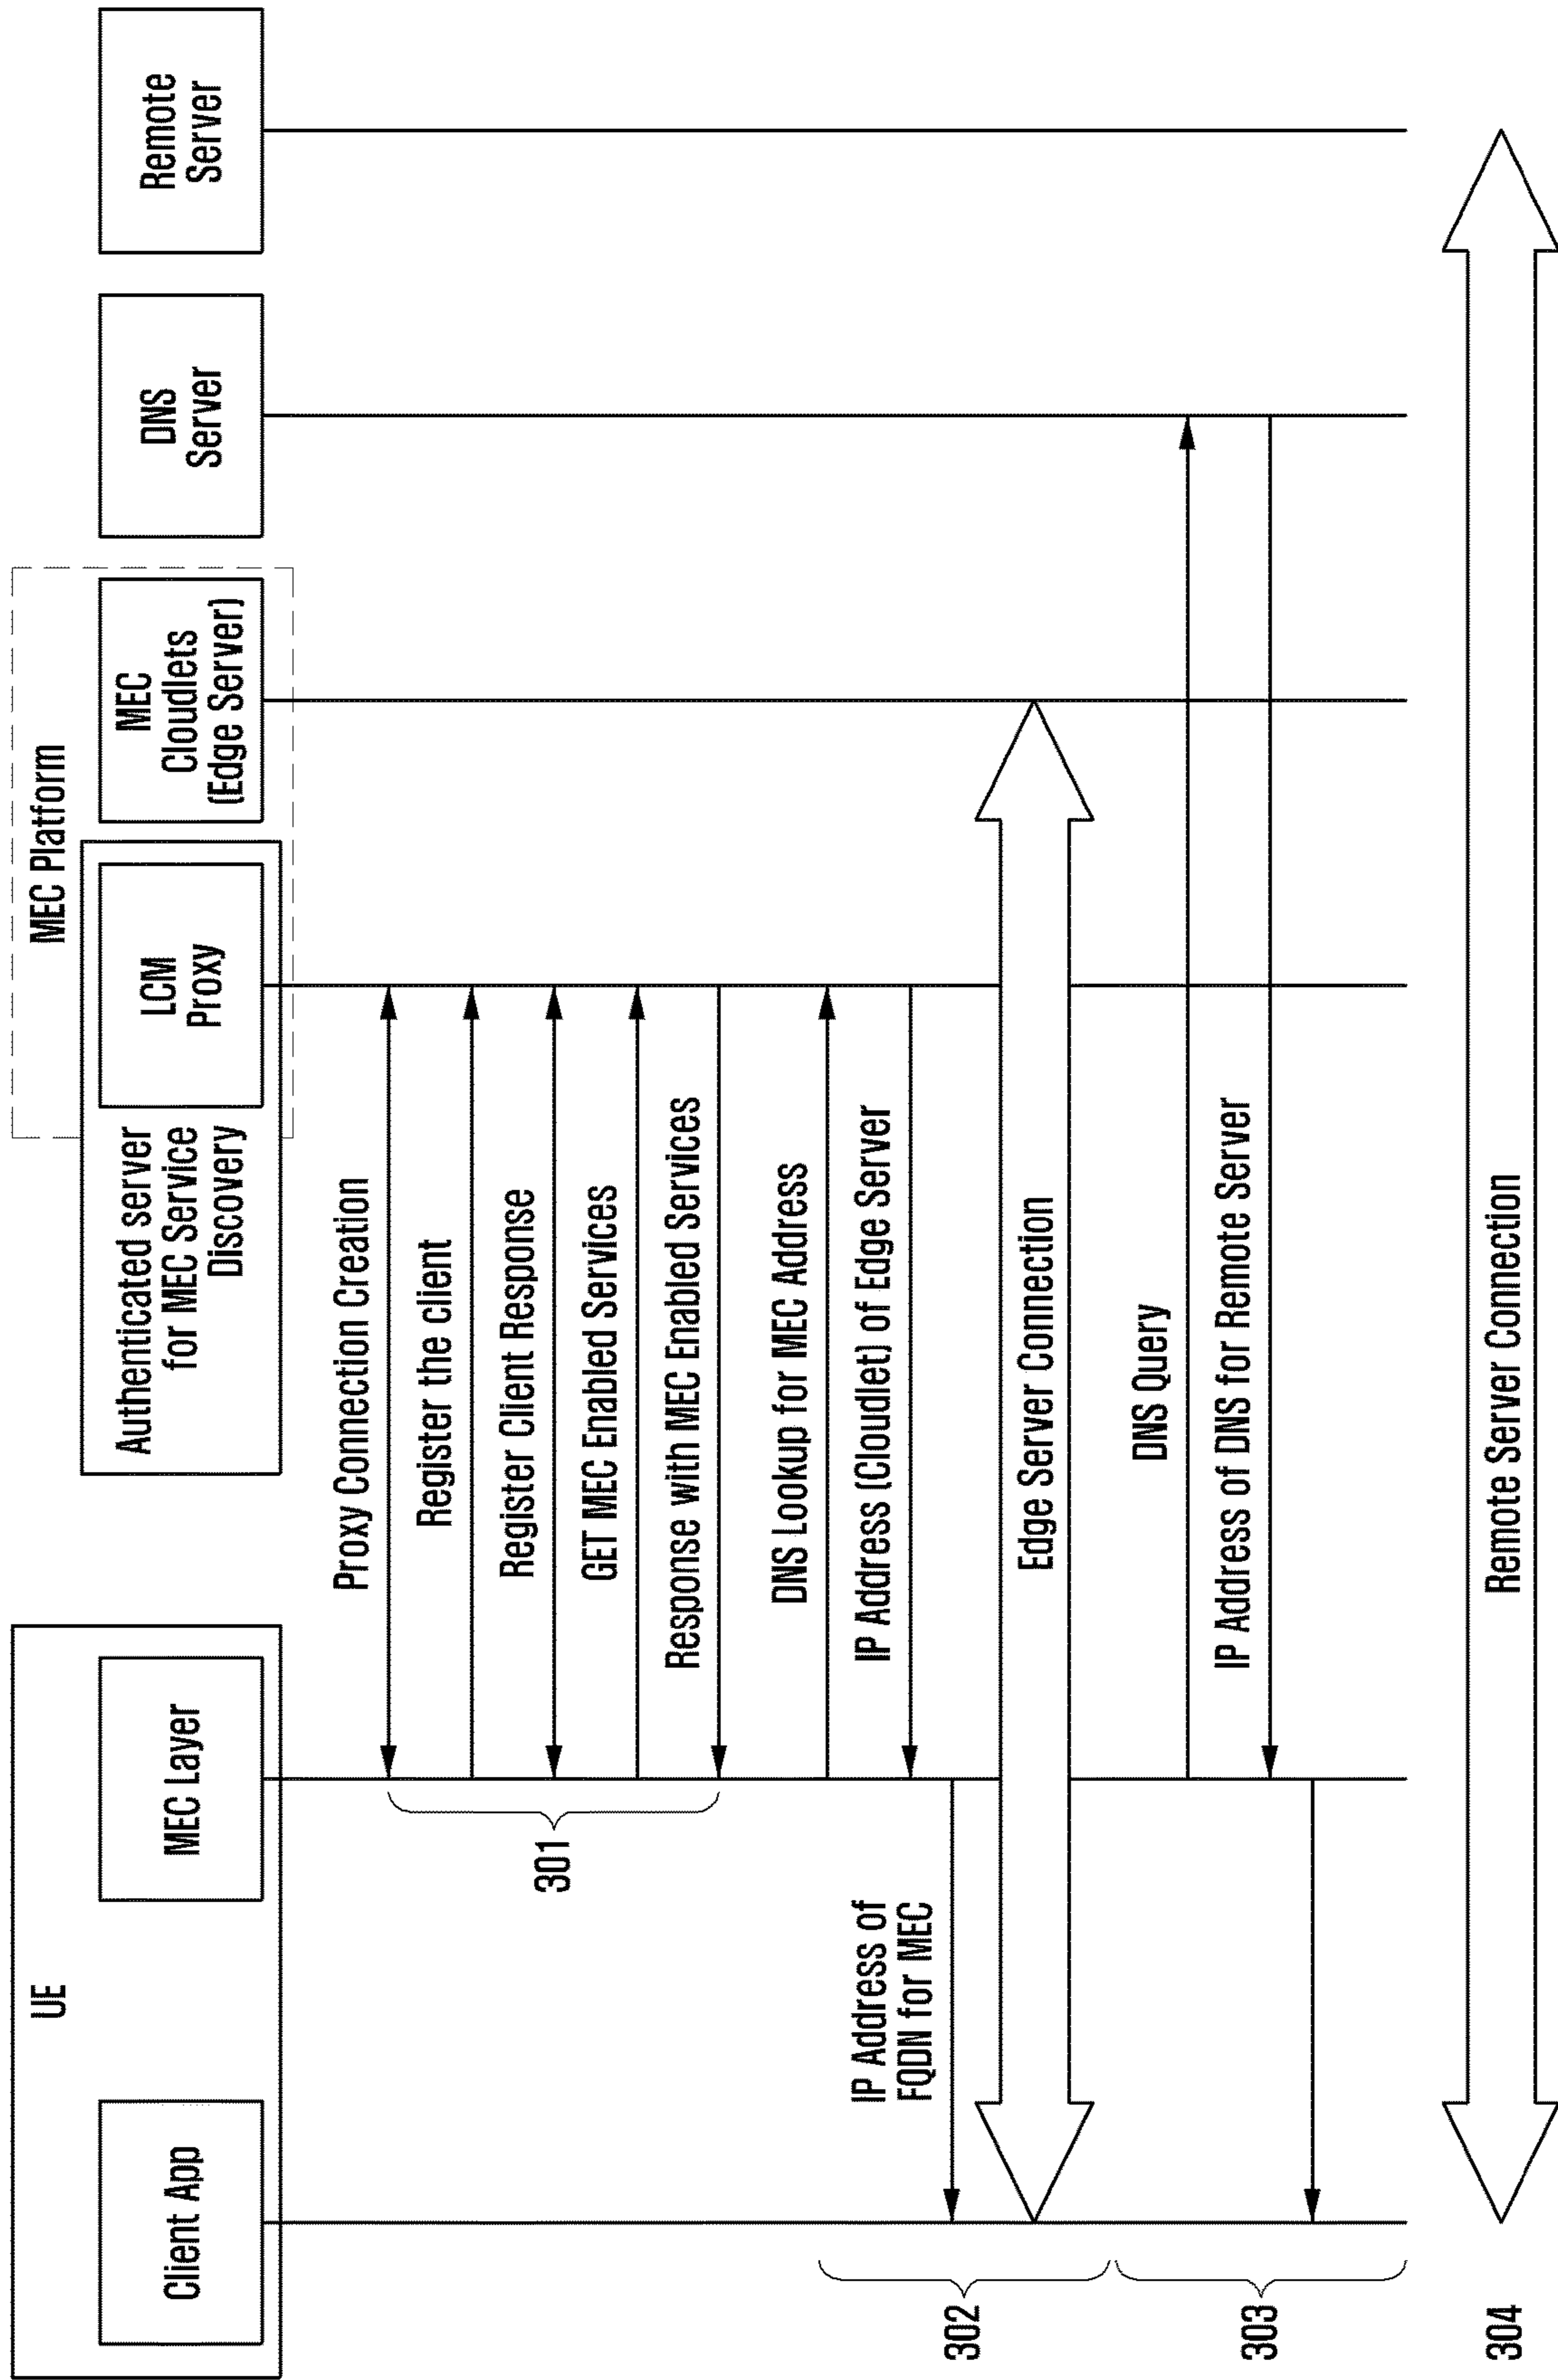 UE
Client App
MEC Layer
MEC Platform
Authenticated server
for MEC Service
Discovery
LCM
Proxy
MEC
Cloudlets
(Edge Server)
DNS
Server
Remote
Server
Proxy Connection Creation
Register the client
Register Client Response
GET MEC Enabled Services
Response with MEC Enabled Services
301
DNS Lookup for MEC Address
IP Address (Cloudlet) of Edge Server
IP Address of
FQDN for MEC
Edge Server Connection
302
DNS Query
IP Address of DNS for Remote Server
303
Remote Server Connection
304